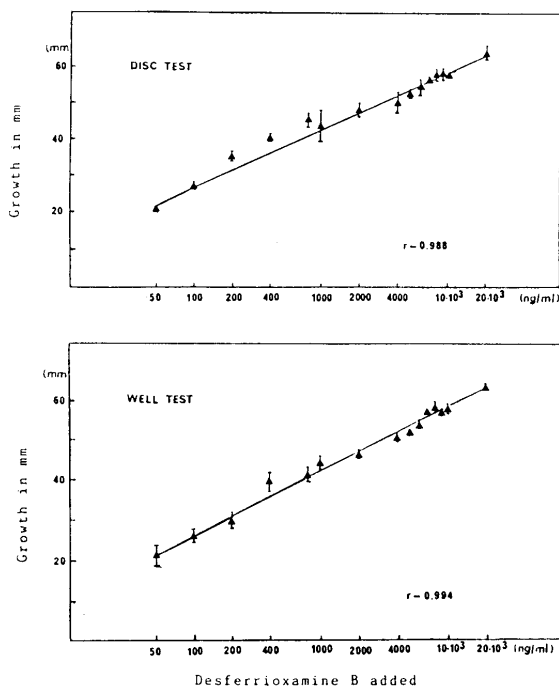 (mm
60
DISC TEST
40
20
Growth in mm
r-0.988
50 100 200 400 1000 2000 4000 10·10³ 20·10³ (ng/ml)
(mm
60
WELL TEST
40
20
Growth in mm
r-0.994
50 100 200 400 1000 2000 4000 10·10³ 20·10³ (ng/ml)
Desferrioxamine B added